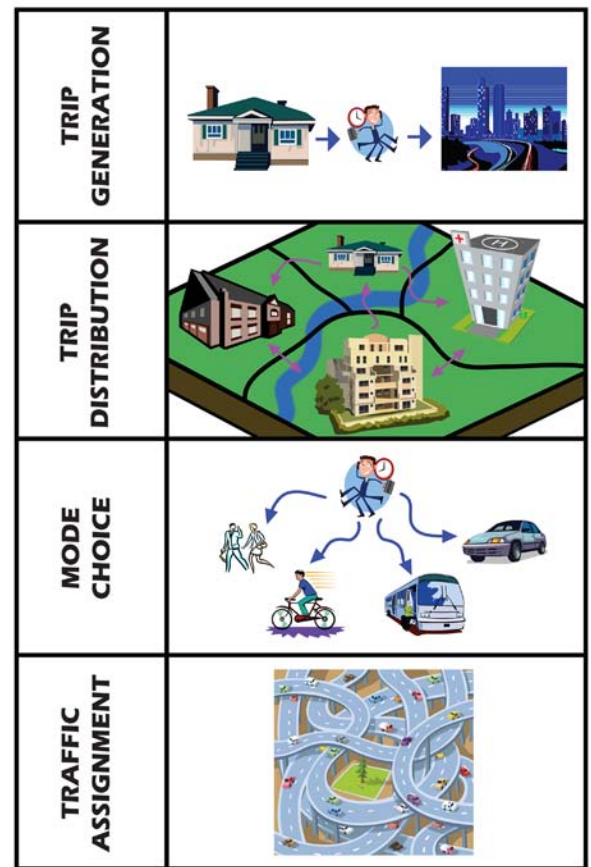 TRIP
GENERATION
TRIP
DISTRIBUTION
H
MODE
CHOICE
TRAFFIC
ASSIGNMENT